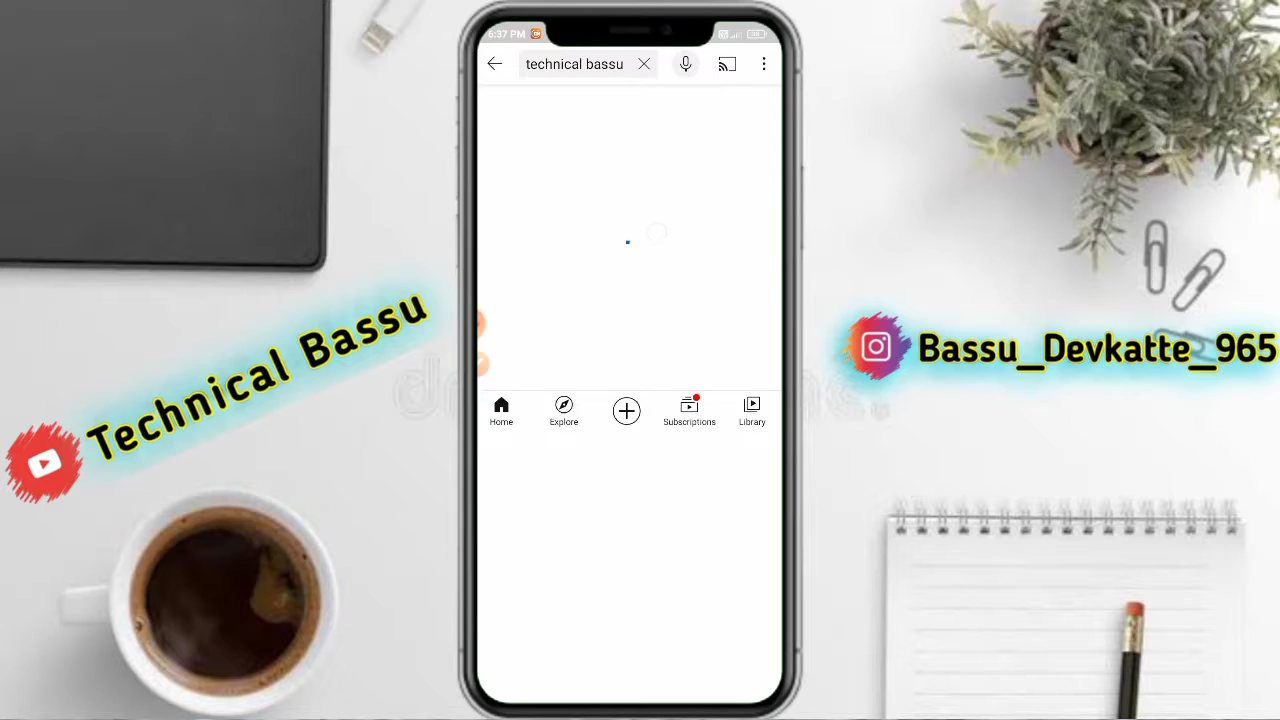 6:37 PM
technical bassu
Technical Bassu
Bassu_Devkatte_965
Home
Explore
Subscriptions
Library